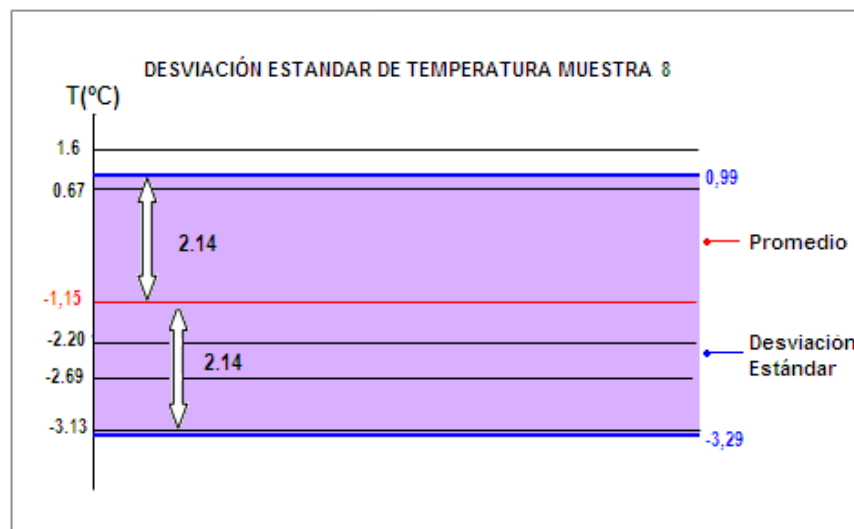 DESVIACIÓN ESTANDAR DE TEMPERATURA MUESTRA 8
T(ºC)
1.6
0.67
0,99
2.14
Promedio
-1,15
-2.20
2.14
Desviación
Estándar
-2.69
-3.13
-3,29